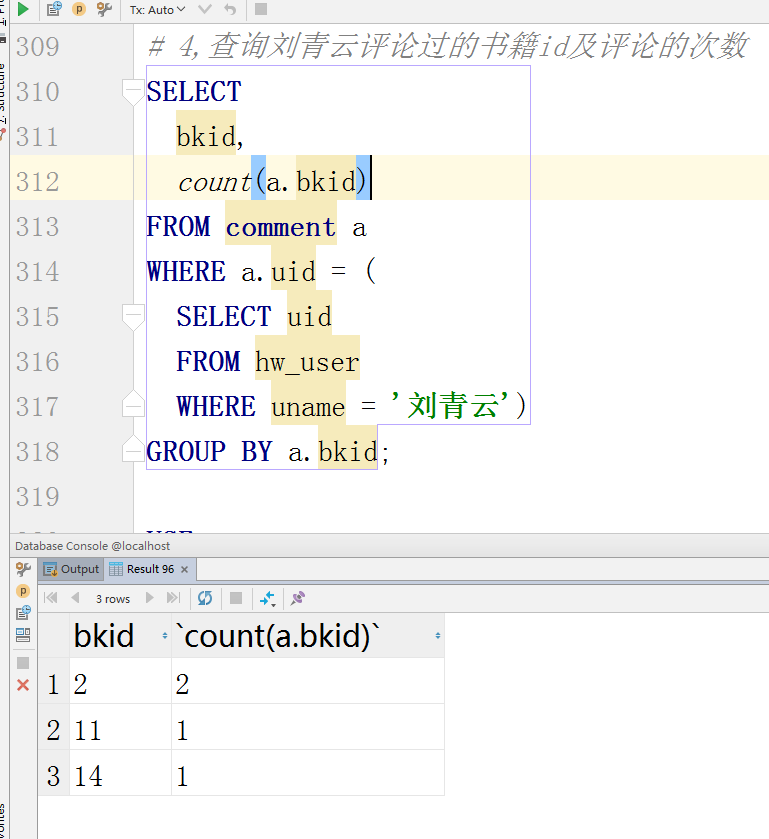 Tx: Auto
309 # 4,查询刘青云评论过的书籍id及评论的次数
310 SELECT
311 bkid,
312 count(a.bkid)
313 FROM comment a
314 WHERE a.uid = (
315 SELECT uid
316 FROM hw_user
317 WHERE uname = '刘青云')
318 GROUP BY a.bkid;
319
Database Console @localhost
Output Result 96
3 rows
bkid `count(a.bkid)`
1 2 2
2 11 1
3 14 1